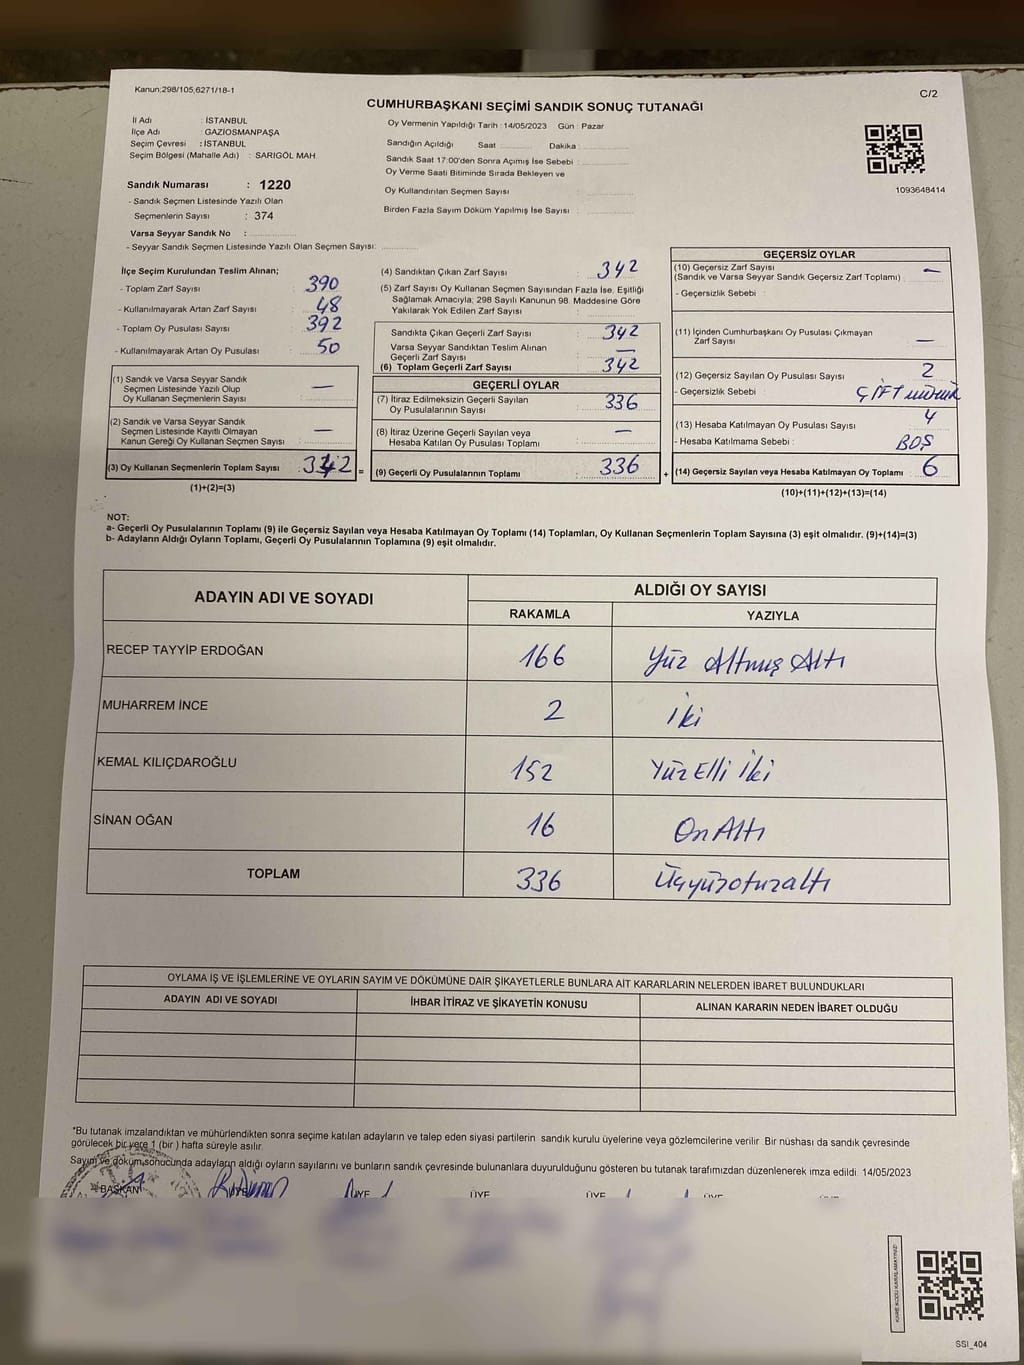 Kanun;298/105,6271/18-1
C/2
CUMHURBAŞKANI SEÇİMİ SANDIK SONUÇ TUTANAĞI
İl Adı : İSTANBUL
İlçe Adı : GAZİOSMANPAŞA
Seçim Çevresi : İSTANBUL
Seçim Bölgesi (Mahalle Adı) : SARIGÖL MAH.
Sandık Numarası : 1220
- Sandık Seçmen Listesinde Yazılı Olan
Seçmenlerin Sayısı : 374
Varsa Seyyar Sandık No :
- Seyyar Sandık Seçmen Listesinde Yazılı Olan Seçmen Sayısı:
Oy Vermenin Yapıldığı Tarih : 14/05/2023 Gün : Pazar
Sandığın Açıldığı Saat Dakika
Sandık Saat 17:00'den Sonra Açımış İse Sebebi :
Oy Verme Saati Bitiminde Sırada Bekleyen ve
Oy Kullandırılan Seçmen Sayısı :
Birden Fazla Sayım Döküm Yapılmış İse Sayısı :
1093648414
İlçe Seçim Kurulundan Teslim Alınan;
- Toplam Zarf Sayısı : 390
- Kullanılmayarak Artan Zarf Sayısı : 48
- Toplam Oy Pusulası Sayısı : 392
- Kullanılmayarak Artan Oy Pusulası : 50
(1) Sandık ve Varsa Seyyar Sandık
Seçmen Listesinde Yazılı Olup
Oy Kullanan Seçmenlerin Sayısı : —
(2) Sandık ve Varsa Seyyar Sandık
Seçmen Listesinde Kayıtlı Olmayan
Kanun Gereği Oy Kullanan Seçmen Sayısı : —
(3) Oy Kullanan Seçmenlerin Toplam Sayısı : 342 =
(1)+(2)=(3)
(4) Sandıktan Çıkan Zarf Sayısı : 342
(5) Zarf Sayısı Oy Kullanan Seçmen Sayısından Fazla İse, Eşitliği
Sağlamak Amacıyla; 298 Sayılı Kanunun 98. Maddesine Göre
Yakılarak Yok Edilen Zarf Sayısı :
Sandıkta Çıkan Geçerli Zarf Sayısı : 342
Varsa Seyyar Sandıktan Teslim Alınan
Geçerli Zarf Sayısı : —
(6) Toplam Geçerli Zarf Sayısı : 342
GEÇERLİ OYLAR
(7) İtiraz Edilmeksizin Geçerli Sayılan
Oy Pusulalarının Sayısı : 336
(8) İtiraz Üzerine Geçerli Sayılan veya
Hesaba Katılan Oy Pusulası Toplamı : —
(9) Geçerli Oy Pusulalarının Toplamı : 336 +
GEÇERSİZ OYLAR
(10) Geçersiz Zarf Sayısı
(Sandık ve Varsa Seyyar Sandık Geçersiz Zarf Toplamı) : —
- Geçersizlik Sebebi :
(11) İçinden Cumhurbaşkanı Oy Pusulası Çıkmayan
Zarf Sayısı : —
(12) Geçersiz Sayılan Oy Pusulası Sayısı : 2
- Geçersizlik Sebebi : ÇİFT
(13) Hesaba Katılmayan Oy Pusulası Sayısı : 4
- Hesaba Katılmama Sebebi : BOŞ
(14) Geçersiz Sayılan veya Hesaba Katılmayan Oy Toplamı : 6
(10)+(11)+(12)+(13)=(14)
NOT:
a- Geçerli Oy Pusulalarının Toplamı (9) ile Geçersiz Sayılan veya Hesaba Katılmayan Oy Toplamı (14) Toplamları, Oy Kullanan Seçmenlerin Toplam Sayısına (3) eşit olmalıdır. (9)+(14)=(3)
b- Adayların Aldığı Oyların Toplamı, Geçerli Oy Pusulalarının Toplamına (9) eşit olmalıdır.
ADAYIN ADI VE SOYADI
ALDIĞI OY SAYISI
RAKAMLA YAZIYLA
RECEP TAYYİP ERDOĞAN 166 Yüz Altmış Altı
MUHARREM İNCE 2 İki
KEMAL KILIÇDAROĞLU 152 Yüz Elli İki
SİNAN OĞAN 16 On Altı
TOPLAM 336 Üçyüzotuzaltı
OYLAMA İŞ VE İŞLEMLERİNE VE OYLARIN SAYIM VE DÖKÜMÜNE DAİR ŞİKAYETLERLE BUNLARA AİT KARARLARIN NELERDEN İBARET BULUNDUKLARI
ADAYIN ADI VE SOYADI İHBAR İTİRAZ VE ŞİKAYETİN KONUSU ALINAN KARARIN NEDEN İBARET OLDUĞU
*Bu tutanak imzalandıktan ve mühürlendikten sonra seçime katılan adayların ve talep eden siyasi partilerin sandık kurulu üyelerine veya gözlemcilerine verilir. Bir nüshası da sandık çevresinde
görülecek bir yere 1 (bir ) hafta süreyle asılır.
Sayım ve döküm sonucunda adayların aldığı oyların sayılarını ve bunların sandık çevresinde bulunanlara duyurulduğunu gösteren bu tutanak tarafımızdan düzenlenerek imza edildi. 14/05/2023
BAŞKAN ÜYE ÜYE ÜYE ÜYE ÜYE
SSI_404